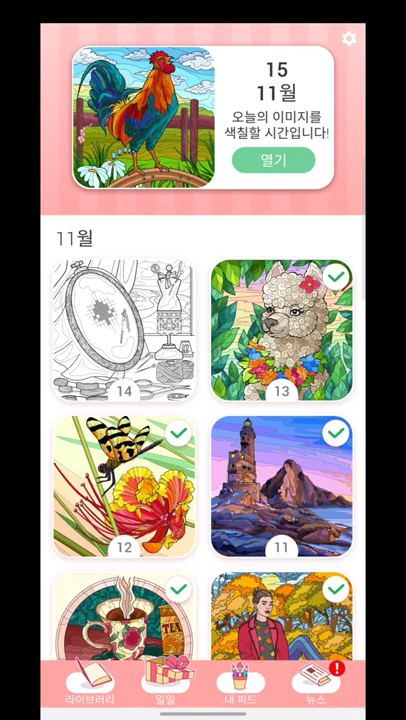 15
11월
오늘의 이미지를
색칠할 시간입니다!
열기
11월
14
13
12
11
TEA
라이브러리
일일
내 피드
뉴스